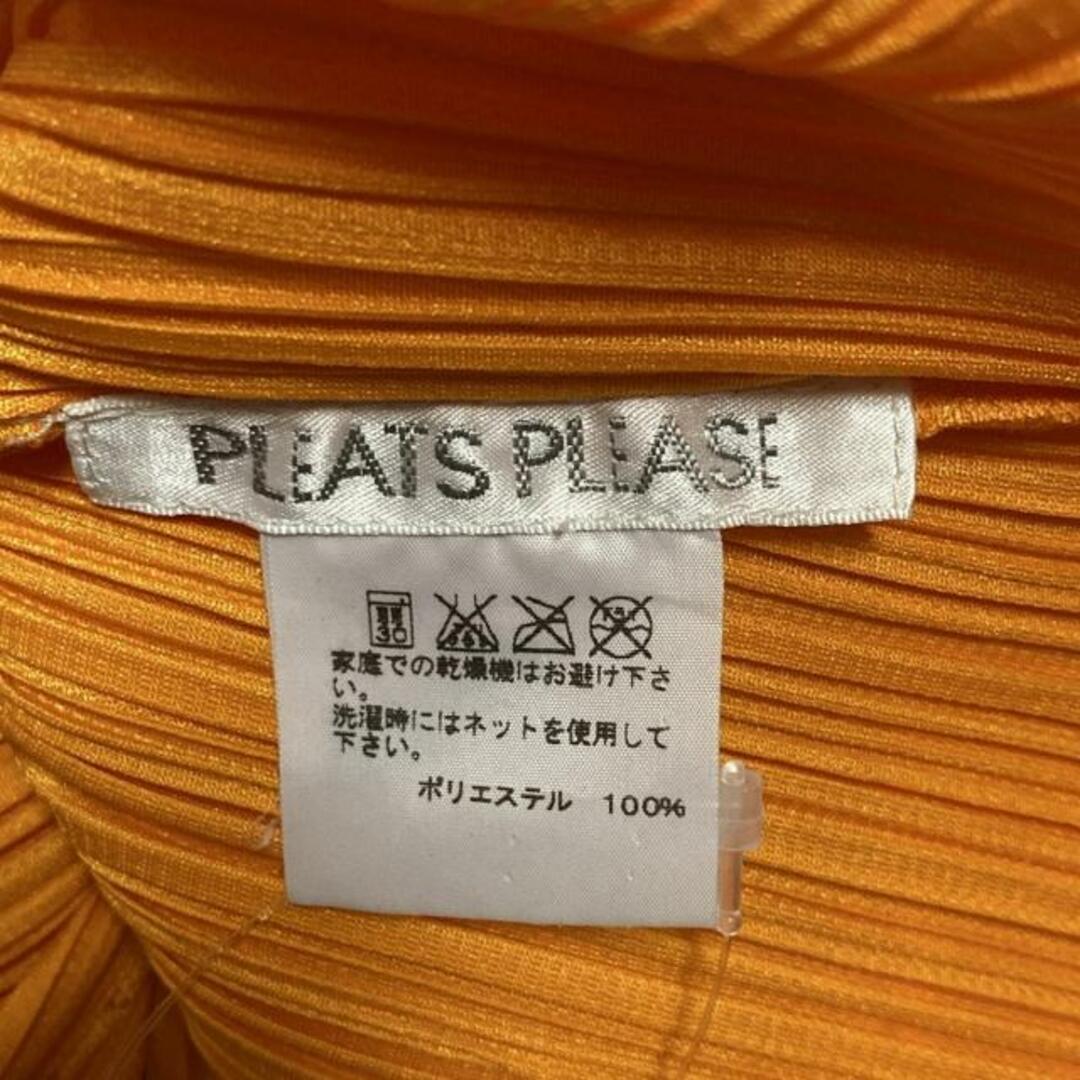 PLEATS PLEASE
30
家庭での乾燥機はお避け下さ
い。
洗濯時にはネットを使用して
下さい。
ポリエステル 100%